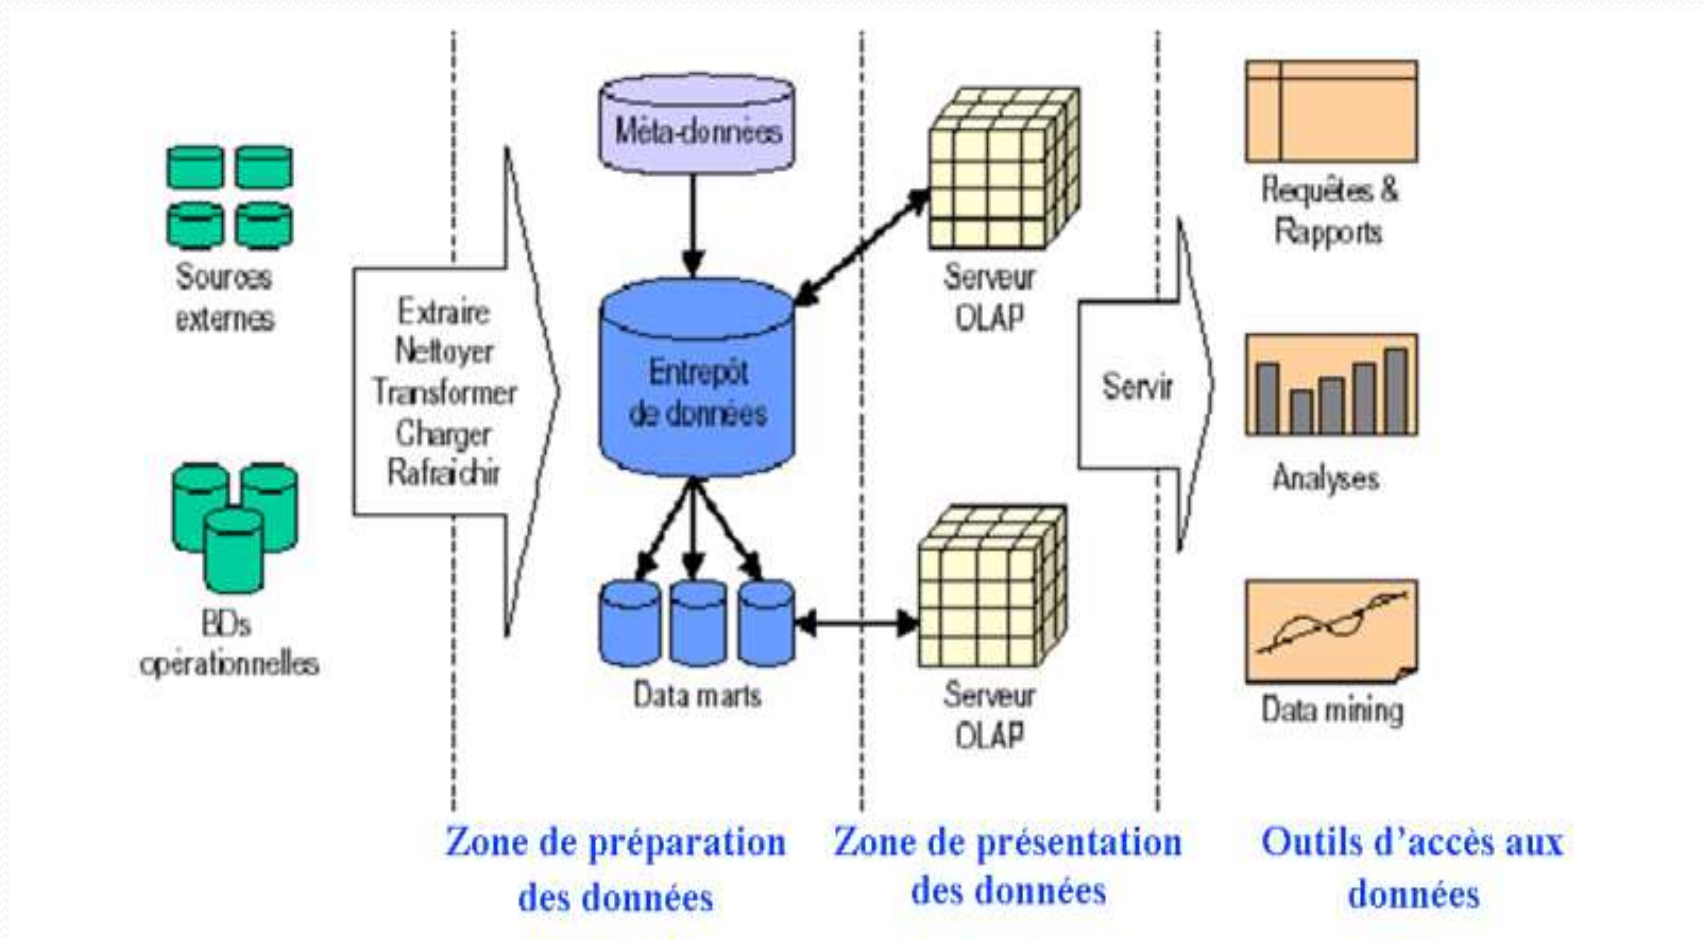 Sources
externes
BDs
opérationnelles
Extraire
Nettoyer
Transformer
Charger
Rafraichir
Méta-données
Entrepôt
de données
Data marts
Serveur
OLAP
Serveur
OLAP
Servir
Requêtes &
Rapports
Analyses
Data mining
Zone de préparation
des données
Zone de présentation
des données
Outils d'accès aux
données